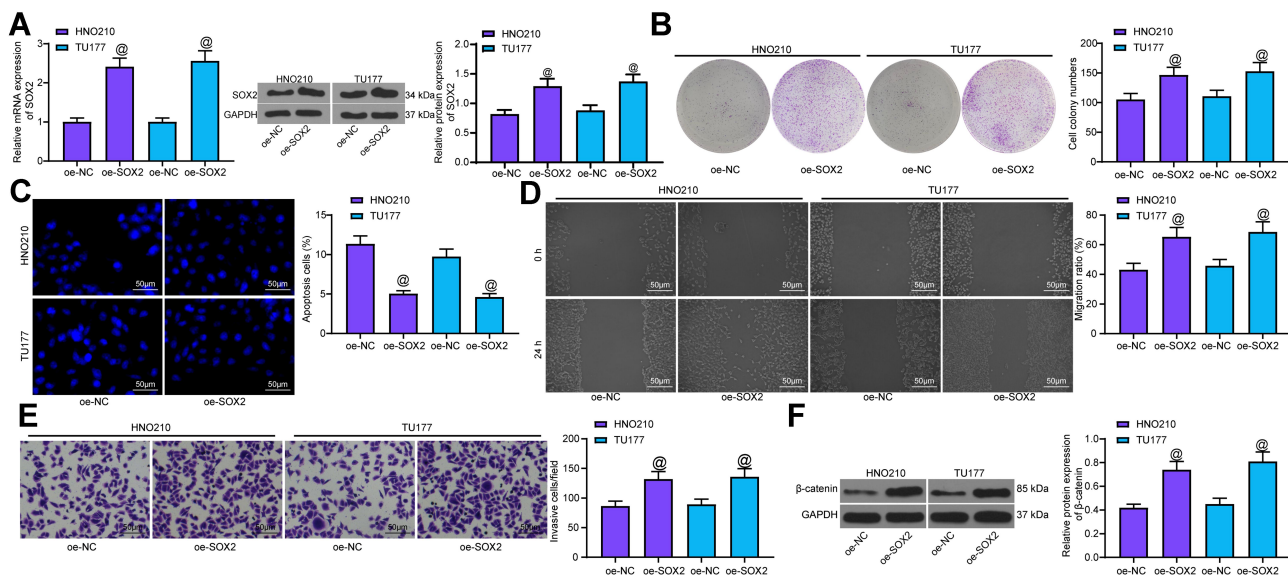 A
HNO210
TU177
Relative mRNA expression
of SOX2
3
2
1
0
@
@
oe-NC
oe-SOX2
oe-NC
oe-SOX2
HNO210
TU177
SOX2
34 kDa
GAPDH
37 kDa
oe-NC
oe-SOX2
oe-NC
oe-SOX2
HNO210
TU177
Relative protein expression
of SOX2
2.0
1.5
1.0
0.5
0.0
@
@
oe-NC
oe-SOX2
oe-NC
oe-SOX2
B
HNO210
TU177
oe-NC
oe-SOX2
oe-NC
oe-SOX2
HNO210
TU177
Cell colony numbers
200
150
100
50
0
@
@
oe-NC
oe-SOX2
oe-NC
oe-SOX2
C
HNO210
TU177
50μm
50μm
50μm
50μm
oe-NC
oe-SOX2
HNO210
TU177
Apoptosis cells (%)
15
10
5
0
@
@
oe-NC
oe-SOX2
oe-NC
oe-SOX2
D
HNO210
TU177
0 h
24 h
50μm
50μm
50μm
50μm
50μm
50μm
50μm
50μm
oe-NC
oe-SOX2
oe-NC
oe-SOX2
HNO210
TU177
Migration ratio (%)
80
60
40
20
0
@
@
oe-NC
oe-SOX2
oe-NC
oe-SOX2
E
HNO210
TU177
50μm
50μm
50μm
50μm
oe-NC
oe-SOX2
oe-NC
oe-SOX2
HNO210
TU177
Invasive cells/field
200
150
100
50
0
@
@
oe-NC
oe-SOX2
oe-NC
oe-SOX2
F
HNO210
TU177
β-catenin
85 kDa
GAPDH
37 kDa
oe-NC
oe-SOX2
oe-NC
oe-SOX2
HNO210
TU177
Relative protein expression
of β-catenin
1.0
0.8
0.6
0.4
0.2
0.0
@
@
oe-NC
oe-SOX2
oe-NC
oe-SOX2